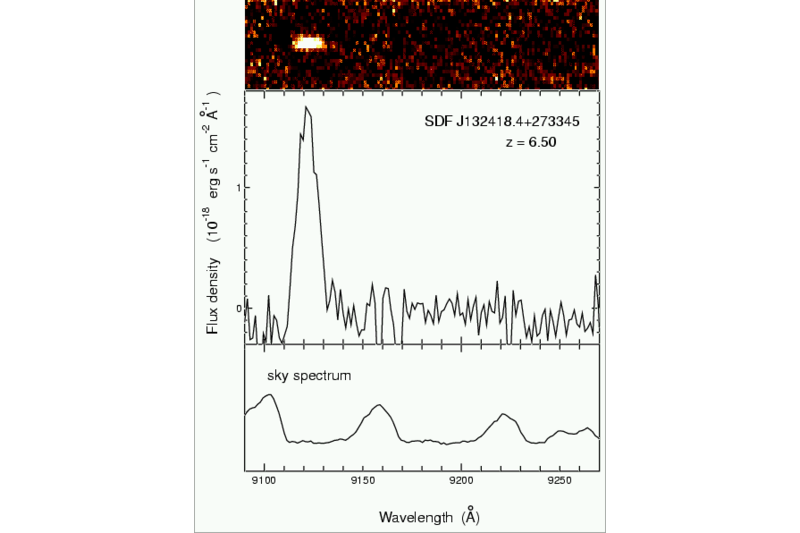 SDF J132418.4+273345
z = 6.50
Flux density (10⁻¹⁸ erg s⁻¹ cm⁻² Å⁻¹)
1
0
sky spectrum
9100 9150 9200 9250
Wavelength (Å)